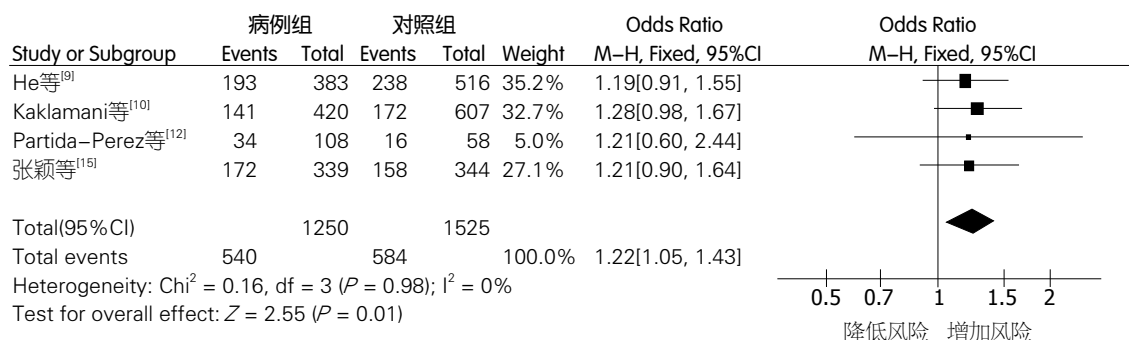 病例组 对照组 Odds Ratio Odds Ratio
Study or Subgroup Events Total Events Total Weight M–H, Fixed, 95%CI M–H, Fixed, 95%CI
He等[9] 193 383 238 516 35.2% 1.19[0.91, 1.55]
Kaklamani等[10] 141 420 172 607 32.7% 1.28[0.98, 1.67]
Partida–Perez等[12] 34 108 16 58 5.0% 1.21[0.60, 2.44]
张颖等[15] 172 339 158 344 27.1% 1.21[0.90, 1.64]
Total(95%CI) 1250 1525
Total events 540 584 100.0% 1.22[1.05, 1.43]
Heterogeneity: Chi² = 0.16, df = 3 (P = 0.98); I² = 0%
Test for overall effect: Z = 2.55 (P = 0.01)
0.5 0.7 1 1.5 2
降低风险 增加风险